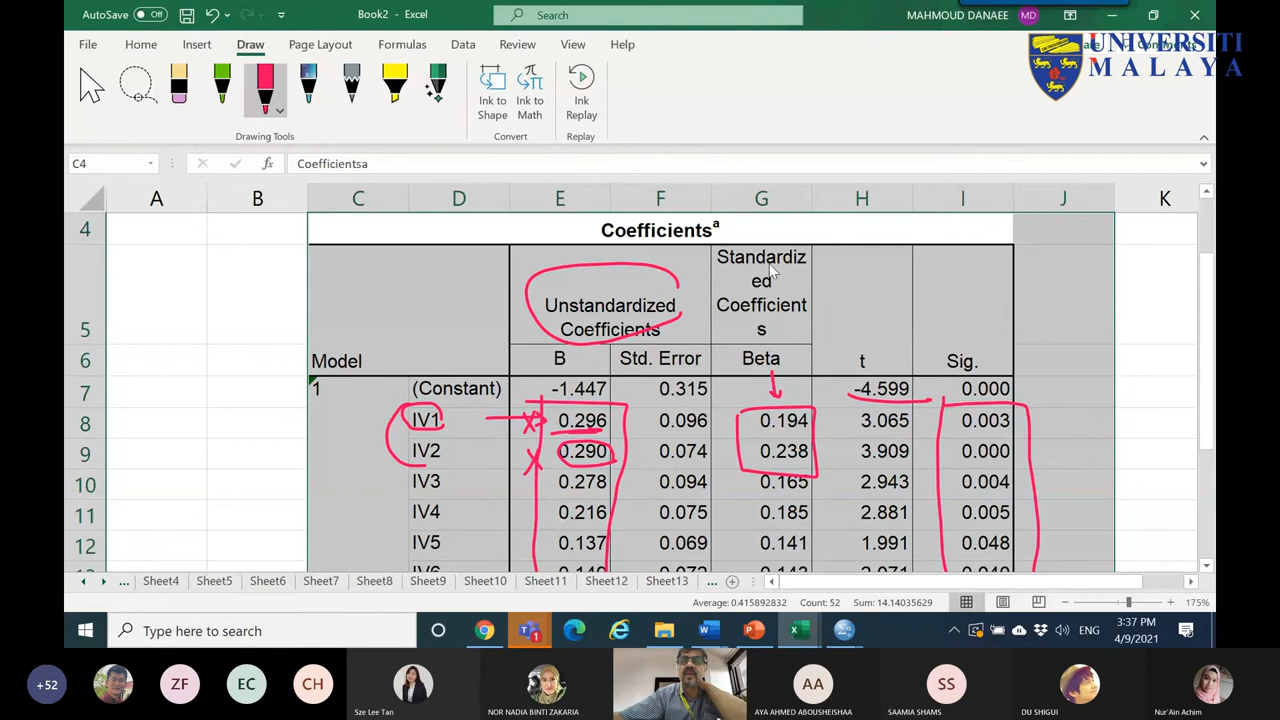 AutoSave Off Book2 - Excel Search MAHMOUD DANAEE MD
File Home Insert Draw Page Layout Formulas Data Review View Help
UNIVERSITI
MALAYA
Ink to Shape
Ink to Math
Ink Replay
Drawing Tools Convert Replay
C4 fx Coefficientsa
A B C D E F G H I J K
4 Coefficientsa
5 Unstandardized Coefficients Standardized Coefficients
6 Model B Std. Error Beta t Sig.
7 1 (Constant) -1.447 0.315 -4.599 0.000
8 IV1 0.296 0.096 0.194 3.065 0.003
9 IV2 0.290 0.074 0.238 3.909 0.000
10 IV3 0.278 0.094 0.165 2.943 0.004
11 IV4 0.216 0.075 0.185 2.881 0.005
12 IV5 0.137 0.069 0.141 1.991 0.048
... Sheet4 Sheet5 Sheet6 Sheet7 Sheet8 Sheet9 Sheet10 Sheet11 Sheet12 Sheet13 ...
Average: 0.415892832 Count: 52 Sum: 14.14035629 175%
Type here to search 1 ENG 3:37 PM
4/9/2021
+52 ZF EC CH AA SS
Sze Lee Tan NOR NADIA BINTI ZAKARIA AYA AHMED ABOUSHEISHAA SAAMIA SHAMS DU SHIGUI Nur'Ain Achim